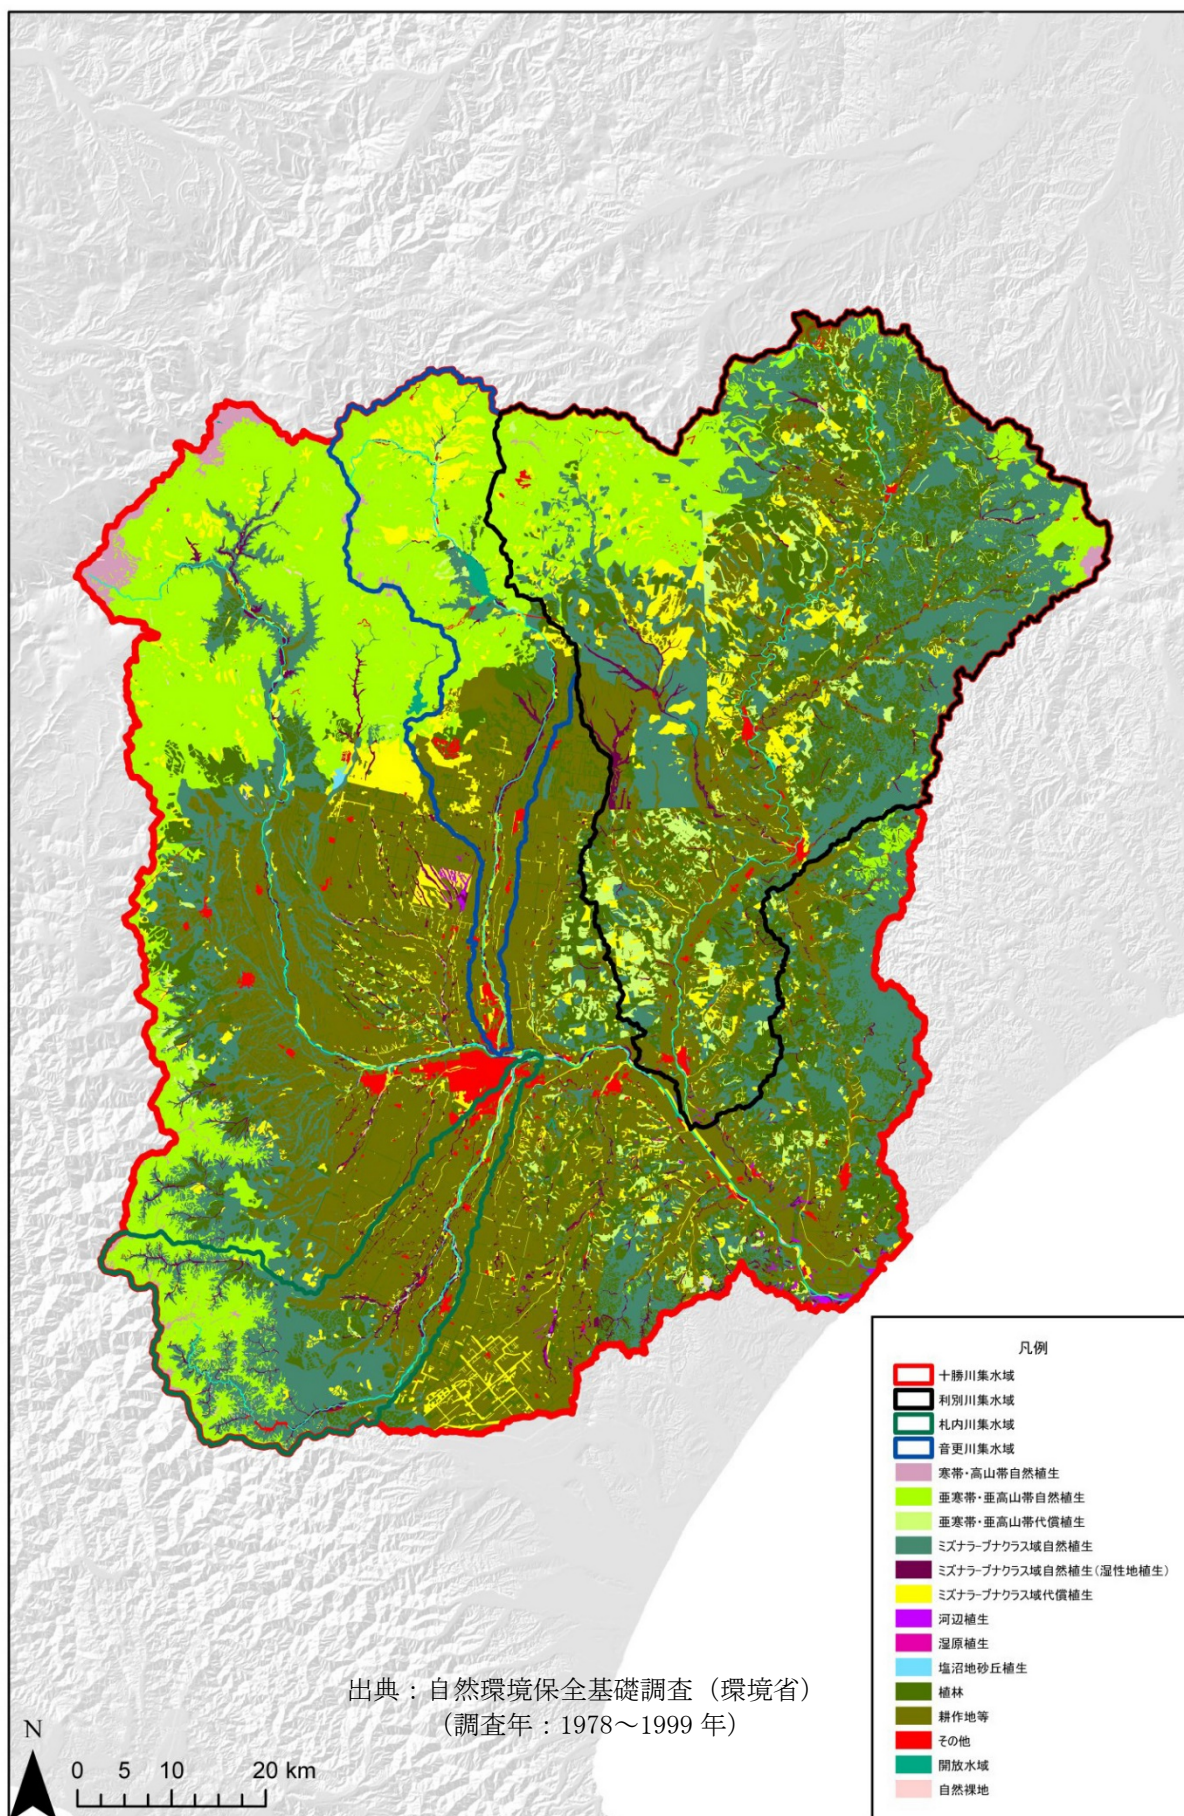 凡例
十勝川集水域
利別川集水域
札内川集水域
音更川集水域
寒帯・高山帯自然植生
亜寒帯・亜高山帯自然植生
亜寒帯・亜高山帯代償植生
ミズナラ-ブナクラス域自然植生
ミズナラ-ブナクラス域自然植生(湿性地植生)
ミズナラ-ブナクラス域代償植生
河辺植生
湿原植生
塩沼地砂丘植生
植林
耕作地等
その他
開放水域
自然裸地
出典：自然環境保全基礎調査（環境省）
（調査年：1978～1999 年）
N
0 5 10 20 km